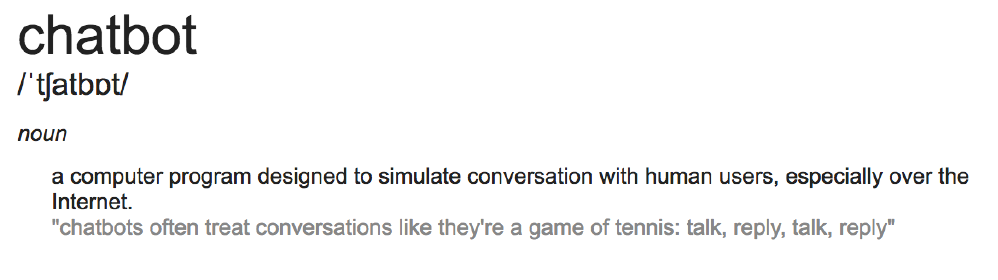 chatbot
/ˈtʃatbɒt/
noun
a computer program designed to simulate conversation with human users, especially over the
Internet.
"chatbots often treat conversations like they're a game of tennis: talk, reply, talk, reply"